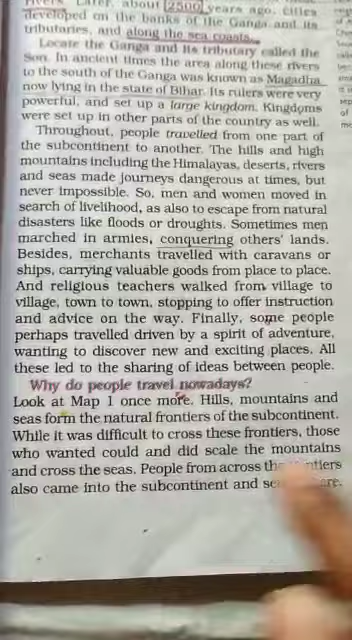 rivers. Later, about 2500 years ago, cities
developed on the banks of the Ganga and its
tributaries, and along the sea coasts.
Locate the Ganga and its tributary called the
Son. In ancient times the area along these rivers
to the south of the Ganga was known as Magadha
now lying in the state of Bihar. Its rulers were very
powerful, and set up a large kingdom. Kingdoms
were set up in other parts of the country as well.
Throughout, people travelled from one part of
the subcontinent to another. The hills and high
mountains including the Himalayas, deserts, rivers
and seas made journeys dangerous at times, but
never impossible. So, men and women moved in
search of livelihood, as also to escape from natural
disasters like floods or droughts. Sometimes men
marched in armies, conquering others' lands.
Besides, merchants travelled with caravans or
ships, carrying valuable goods from place to place.
And religious teachers walked from village to
village, town to town, stopping to offer instruction
and advice on the way. Finally, some people
perhaps travelled driven by a spirit of adventure,
wanting to discover new and exciting places. All
these led to the sharing of ideas between people.
Why do people travel nowadays?
Look at Map 1 once more. Hills, mountains and
seas form the natural frontiers of the subcontinent.
While it was difficult to cross these frontiers, those
who wanted could and did scale the mountains
and cross the seas. People from across the
also came into the subcontinent and